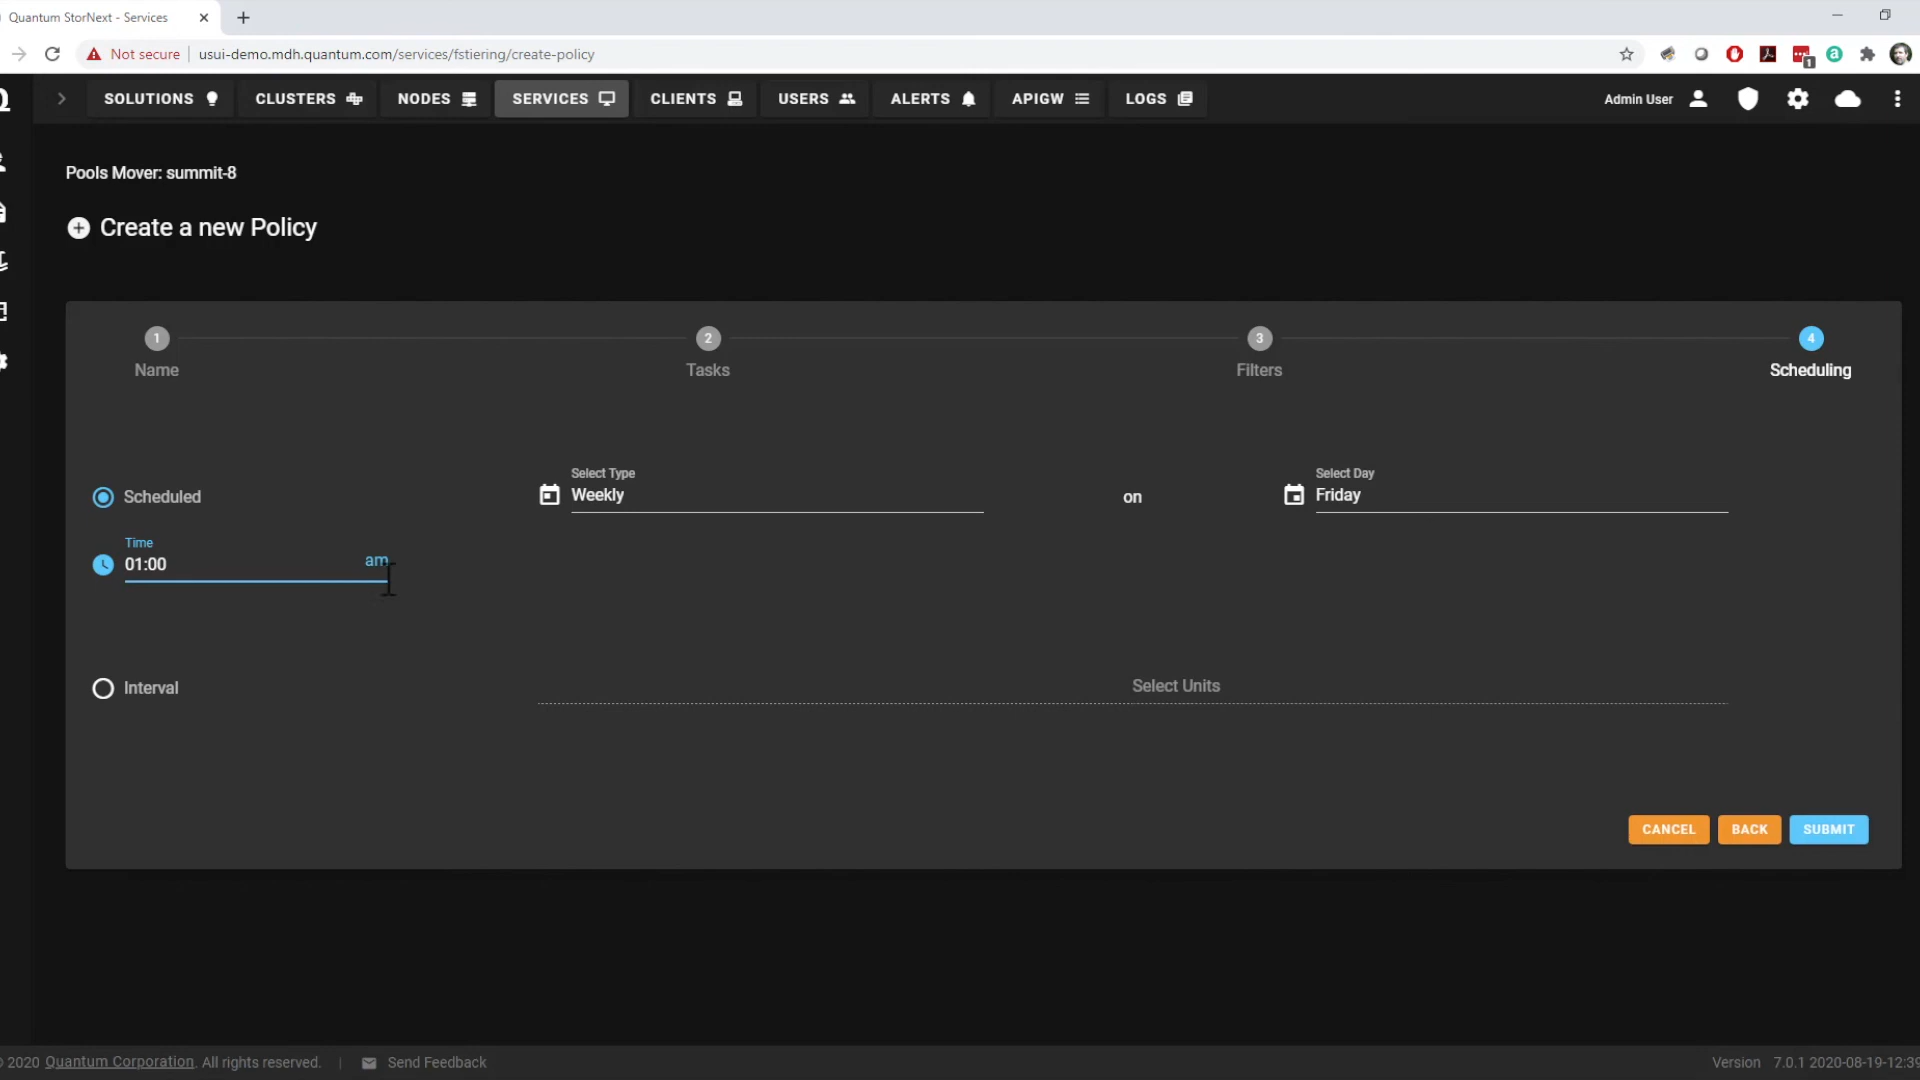 Quantum StorNext - Services
Not secure
usui-demo.mdh.quantum.com/services/fstiering/create-policy
1
SOLUTIONS
CLUSTERS
NODES
SERVICES
CLIENTS
USERS
ALERTS
APIGW
LOGS
Admin User
Pools Mover: summit-8
Create a new Policy
1
2
3
4
Name
Tasks
Filters
Scheduling
Select Type
Select Day
Scheduled
Weekly
on
Friday
Time
01:00
am
Interval
Select Units
CANCEL
BACK
SUBMIT
2020 Quantum Corporation. All rights reserved.
|
Send Feedback
Version 7.0.1 2020-08-19-12:39